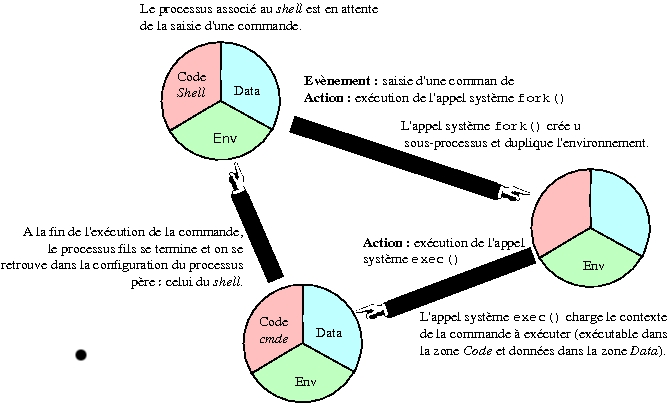 Le processus associé au shell est en attente
de la saisie d'une commande.
Code
Shell
Data
Env
Evènement : saisie d'une comman de
Action : exécution de l'appel système fork()
L'appel système fork() crée u
sous-processus et duplique l'environnement.
Env
A la fin de l'exécution de la commande,
le processus fils se termine et on se
retrouve dans la configuration du processus
père : celui du shell.
Action : exécution de l'appel
système exec()
Code
cmde
Data
Env
L'appel système exec() charge le contexte
de la commande à exécuter (exécutable dans
la zone Code et données dans la zone Data).